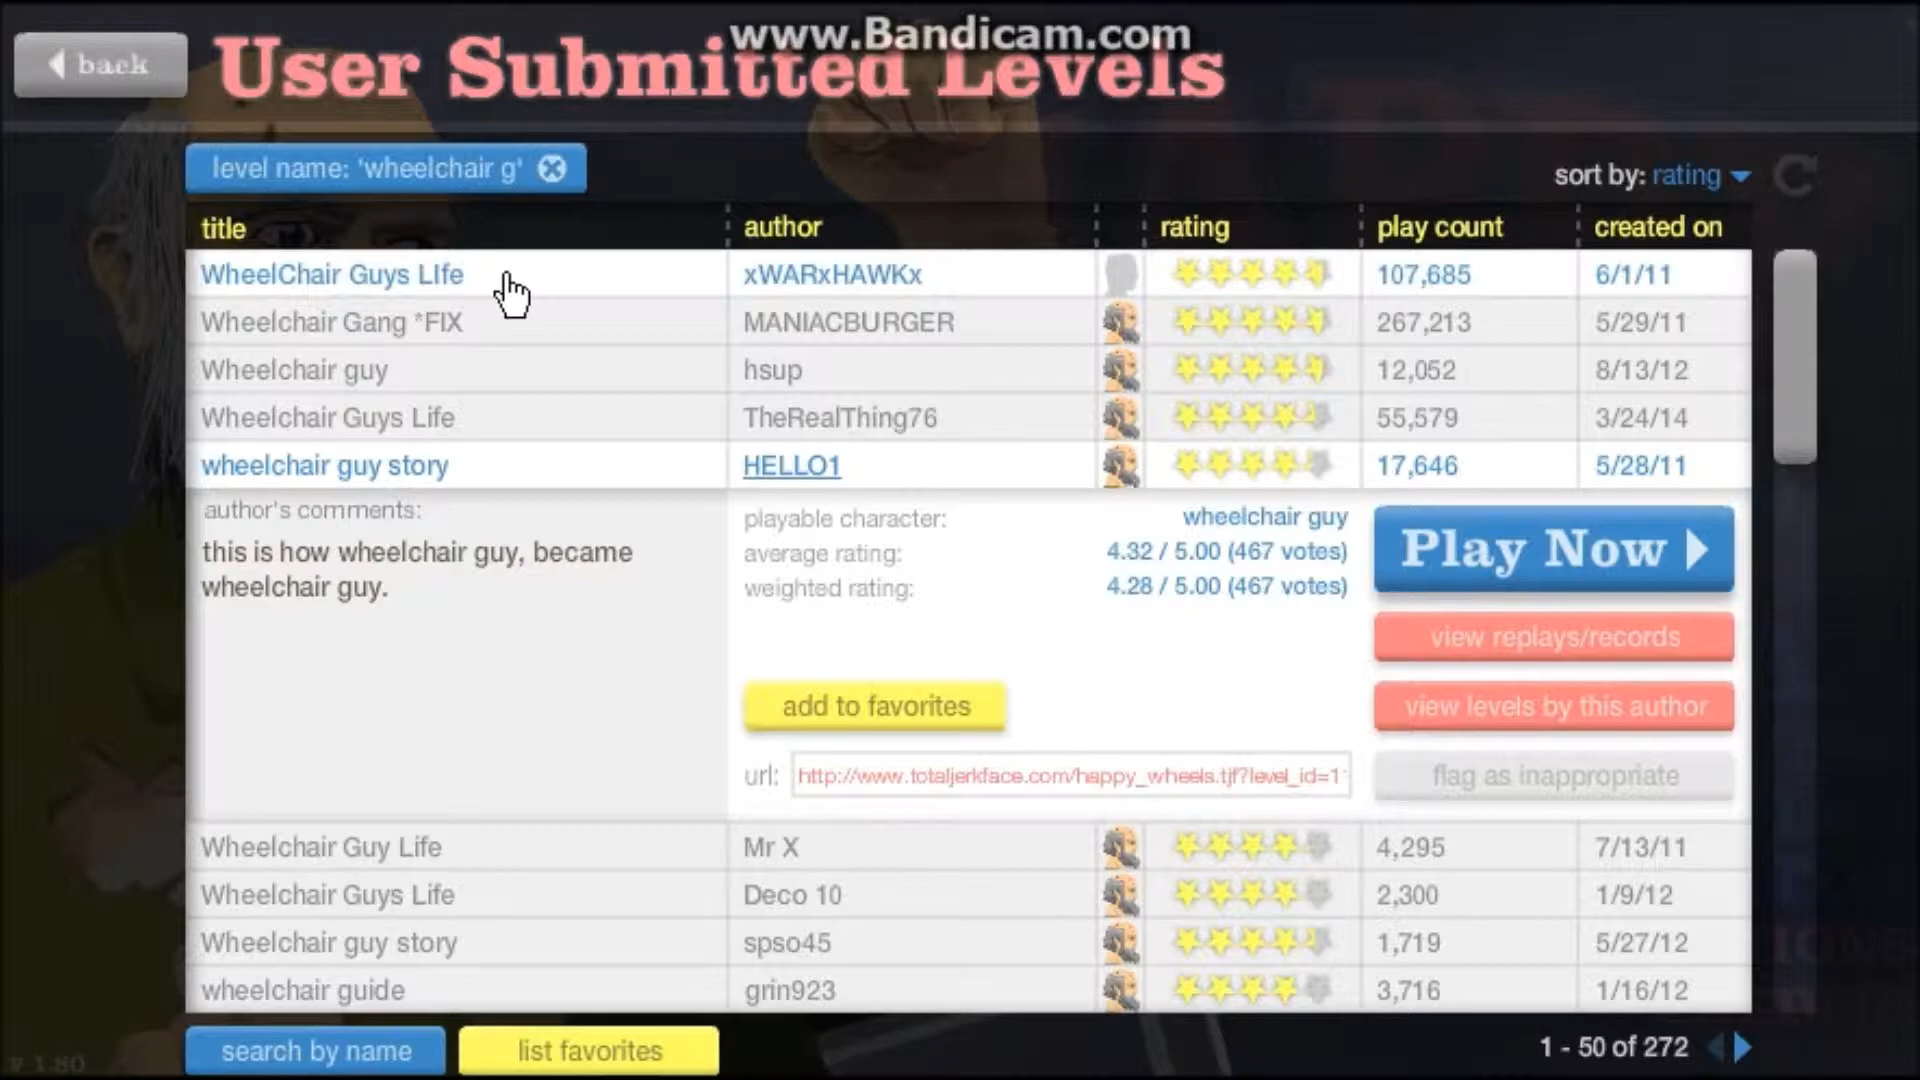 www.Bandicam.com
back
User Submitted Levels
level name: 'wheelchair g'
sort by: rating
title author rating play count created on
WheelChair Guys LIfe xWARxHAWKx 107,685 6/1/11
Wheelchair Gang *FIX MANIACBURGER 267,213 5/29/11
Wheelchair guy hsup 12,052 8/13/12
Wheelchair Guys Life TheRealThing76 55,579 3/24/14
wheelchair guy story HELLO1 17,646 5/28/11
author's comments:
this is how wheelchair guy, became
wheelchair guy.
playable character: wheelchair guy
average rating: 4.32 / 5.00 (467 votes)
weighted rating: 4.28 / 5.00 (467 votes)
add to favorites
url: http://www.totaljerkface.com/happy_wheels.tjf?level_id=1
Play Now
view replays/records
view levels by this author
flag as inappropriate
Wheelchair Guy Life Mr X 4,295 7/13/11
Wheelchair Guys Life Deco 10 2,300 1/9/12
Wheelchair guy story spso45 1,719 5/27/12
wheelchair guide grin923 3,716 1/16/12
search by name
list favorites
1 - 50 of 272
v 1.80